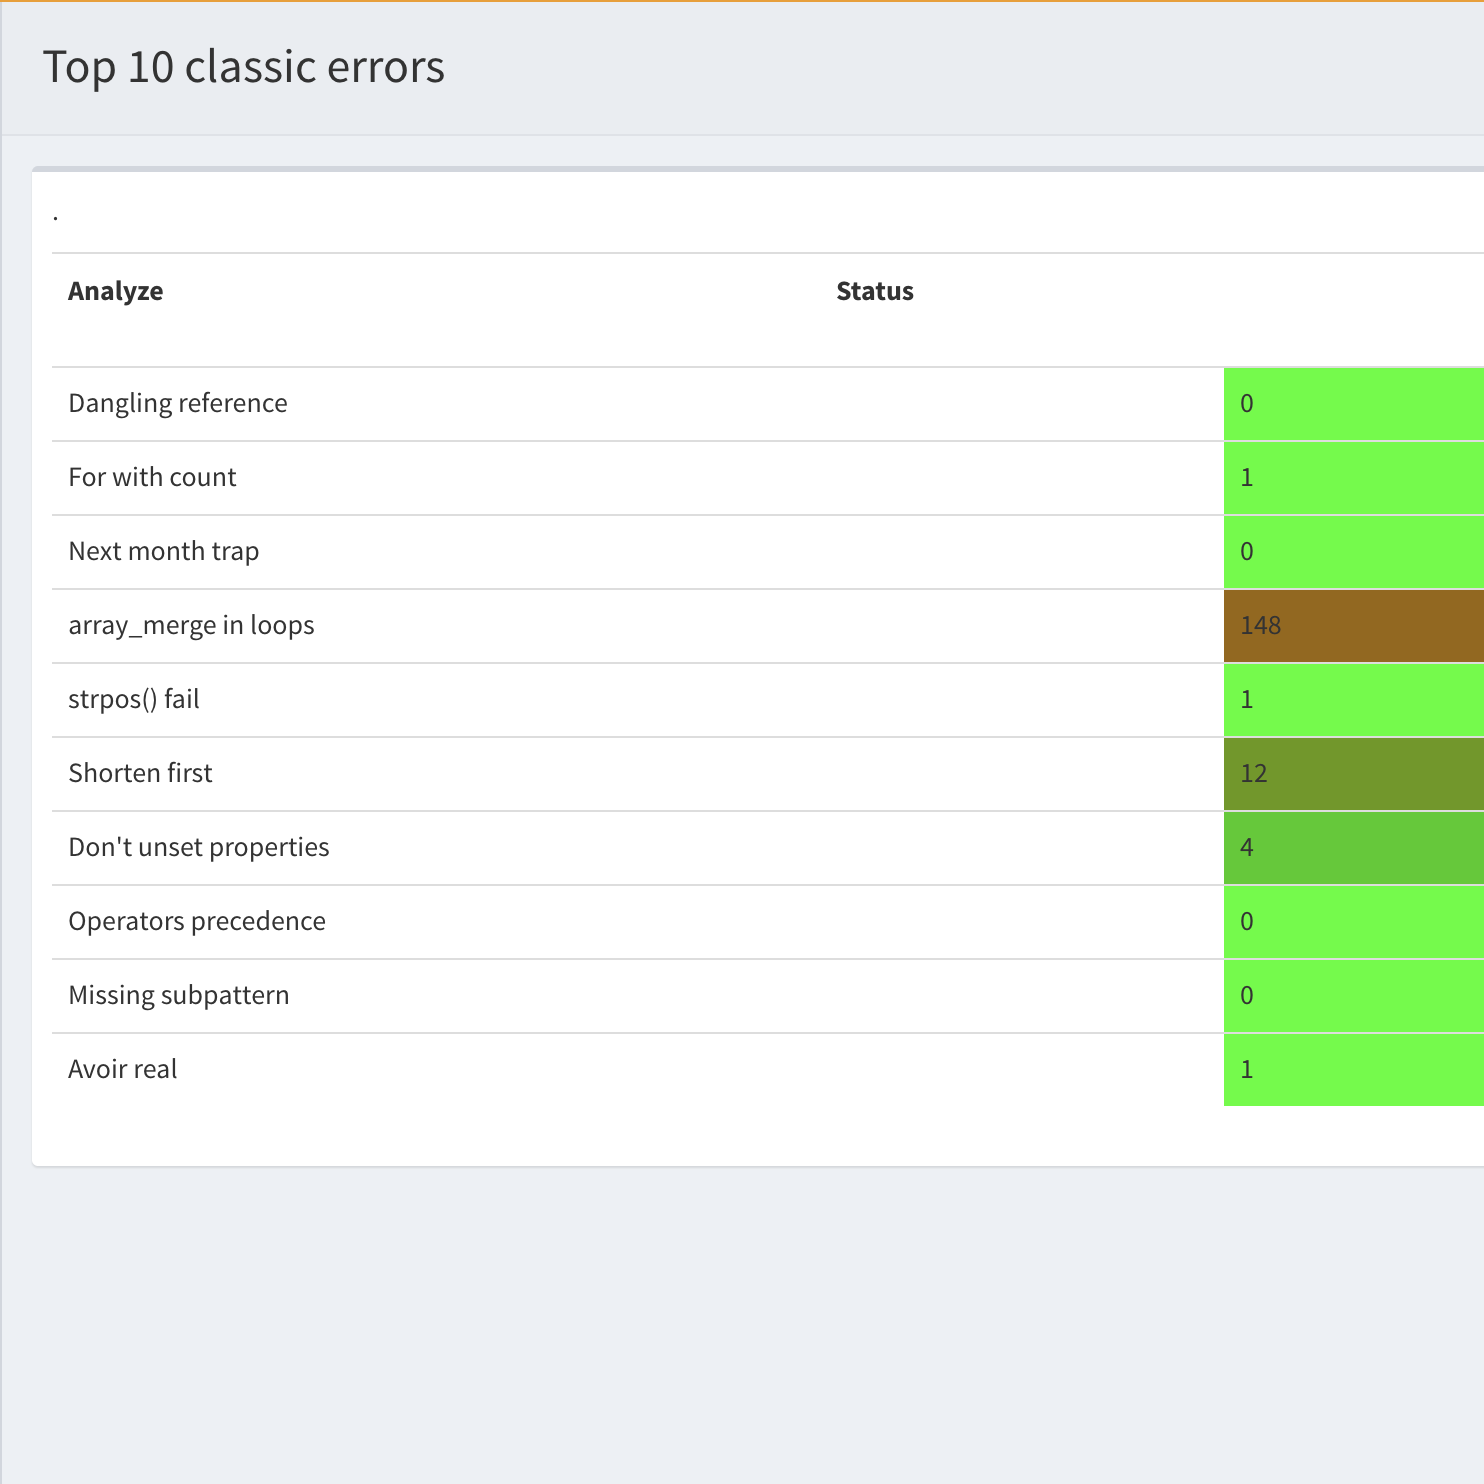 Top 10 classic errors
.
Analyze Status
Dangling reference 0
For with count 1
Next month trap 0
array_merge in loops 148
strpos() fail 1
Shorten first 12
Don't unset properties 4
Operators precedence 0
Missing subpattern 0
Avoir real 1